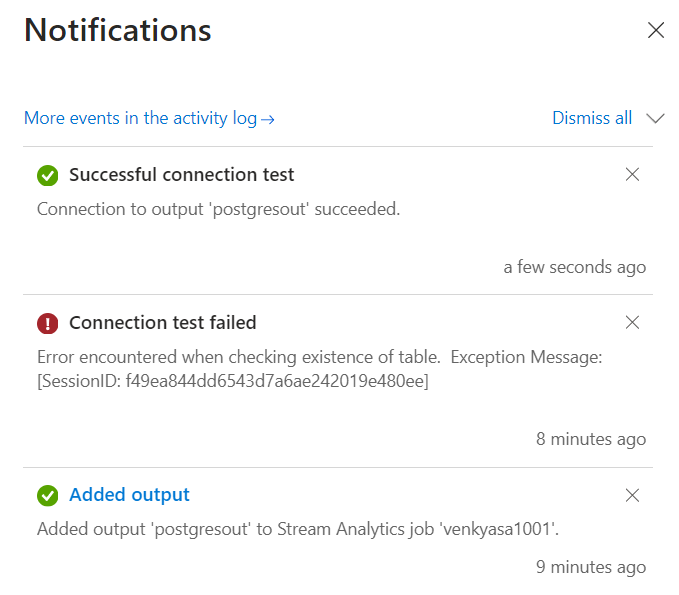 Notifications
More events in the activity log→ Dismiss all
Successful connection test
Connection to output 'postgresout' succeeded.
a few seconds ago
Connection test failed
Error encountered when checking existence of table.  Exception Message:
[SessionID: f49ea844dd6543d7a6ae242019e480ee]
8 minutes ago
Added output
Added output 'postgresout' to Stream Analytics job 'venkyasa1001'.
9 minutes ago